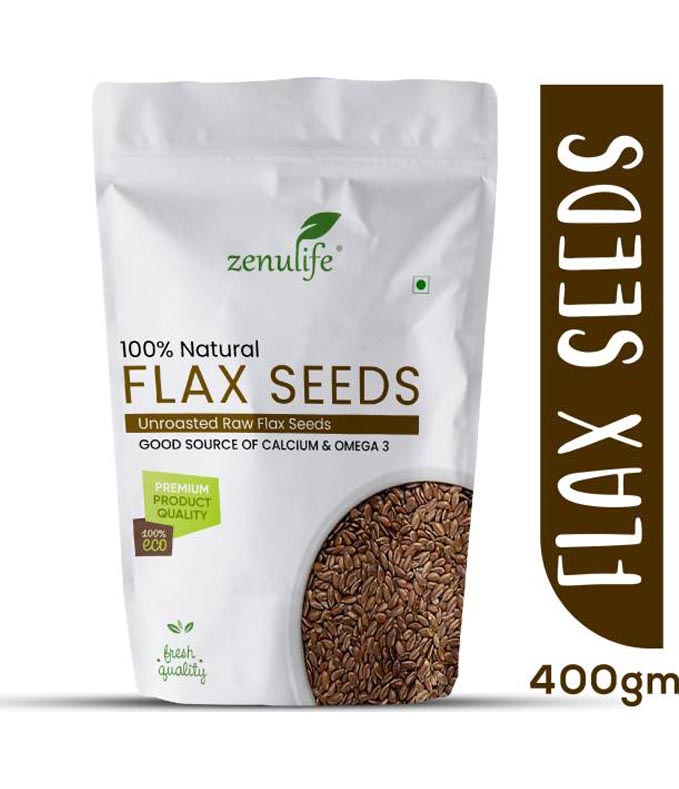 zenulife®
100% Natural
FLAX SEEDS
Unroasted Raw Flax Seeds
GOOD SOURCE OF CALCIUM & OMEGA 3
PREMIUM
PRODUCT
QUALITY
100%
eco
fresh
quality
FLAX SEEDS
400gm